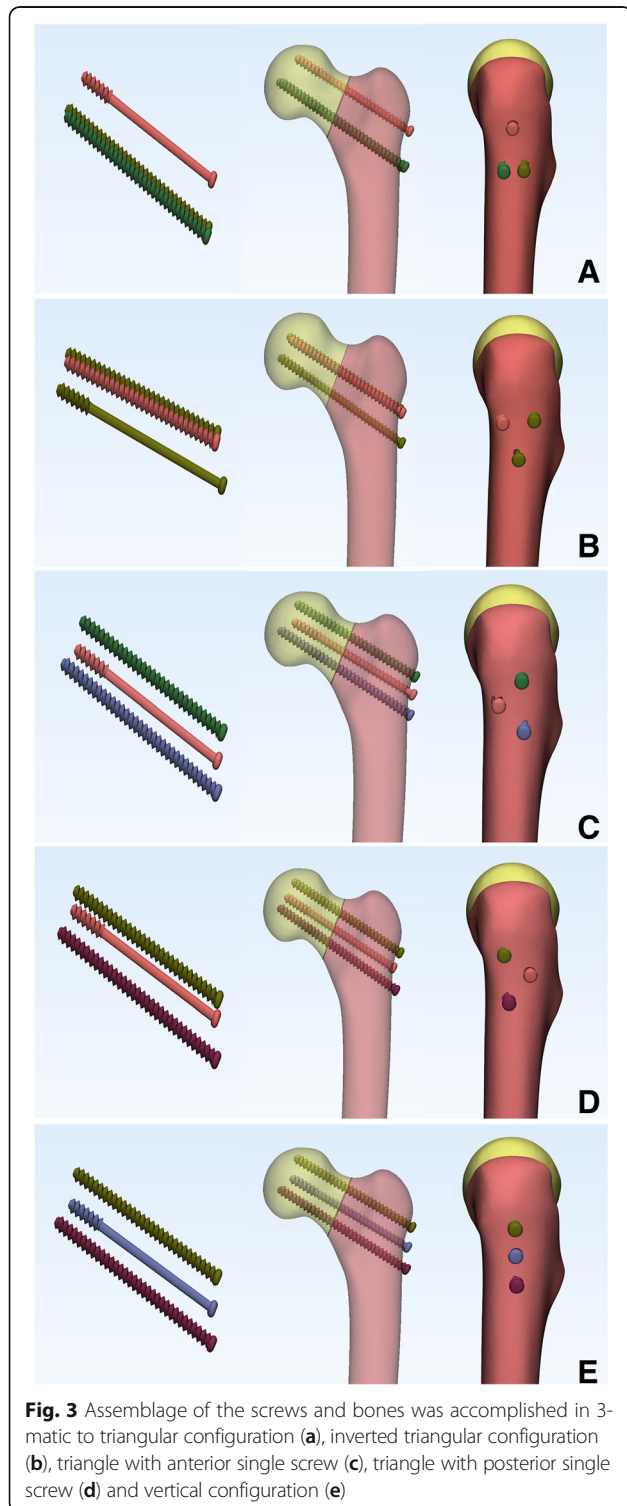 A
B
C
D
E
Fig. 3 Assemblage of the screws and bones was accomplished in 3-
matic to triangular configuration (a), inverted triangular configuration
(b), triangle with anterior single screw (c), triangle with posterior single
screw (d) and vertical configuration (e)